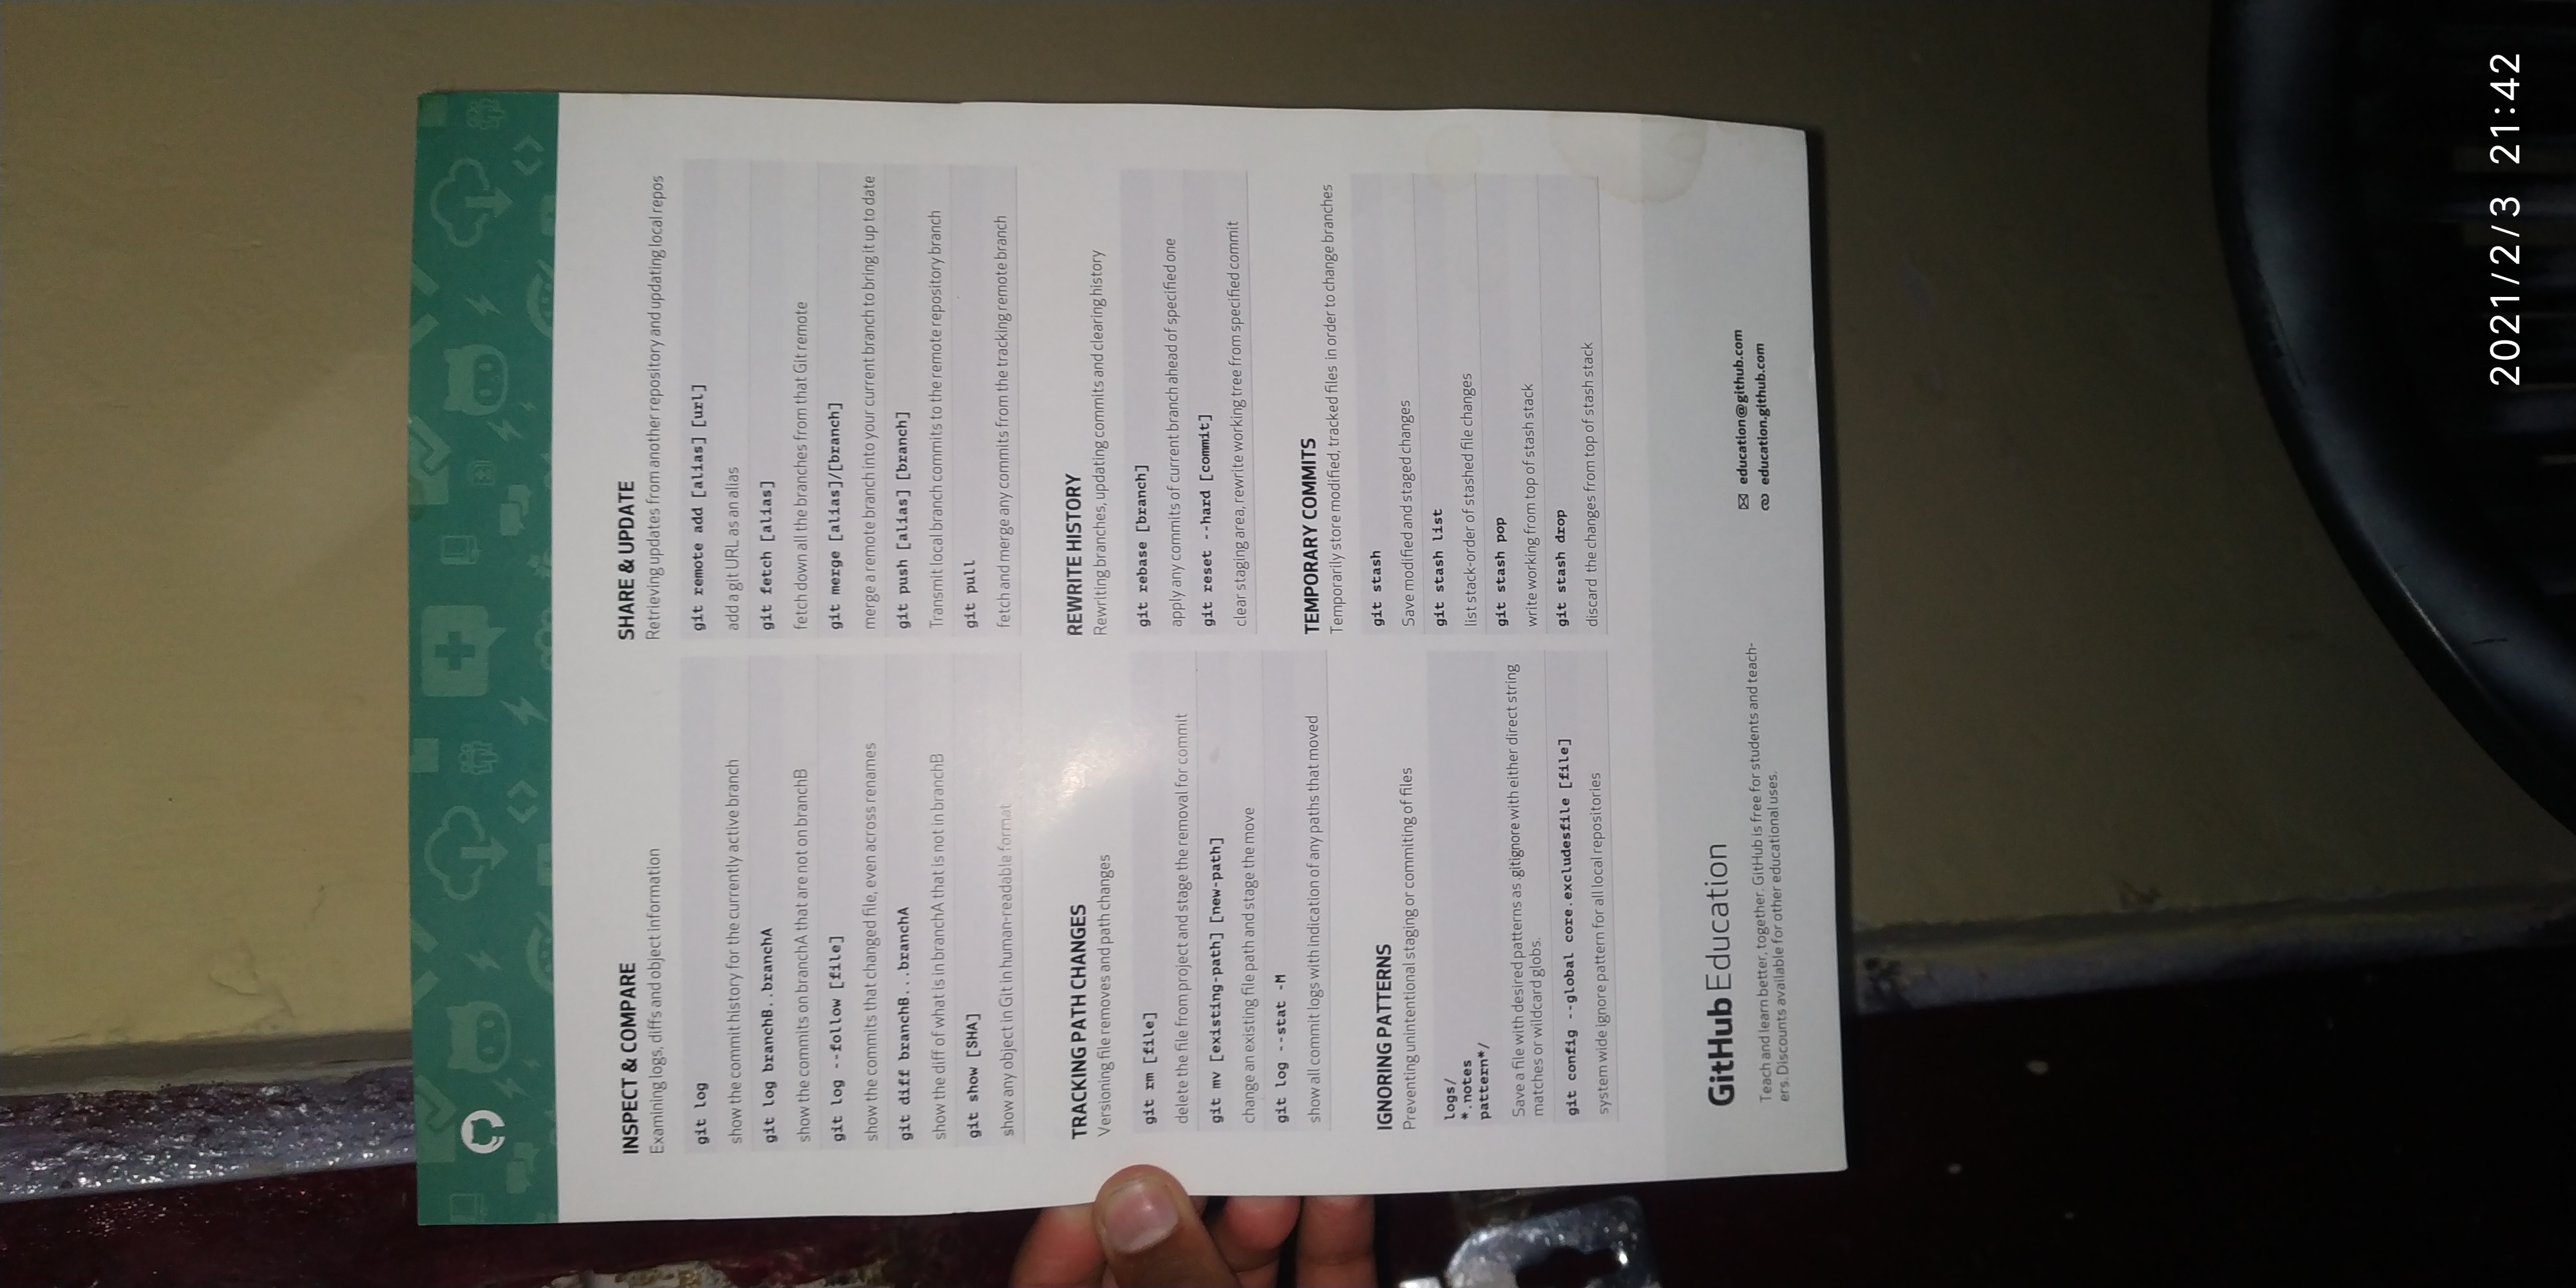 INSPECT & COMPARE
Examining logs, diffs and object information
git log
show the commit history for the currently active branch
git log branchB..branchA
show the commits on branchA that are not on branchB
git log --follow [file]
show the commits that changed file, even across renames
git diff branchB...branchA
show the diff of what is in branchA that is not in branchB
git show [SHA]
show any object in Git in human-readable format
TRACKING PATH CHANGES
Versioning file removes and path changes
git rm [file]
delete the file from project and stage the removal for commit
git mv [existing-path] [new-path]
change an existing file path and stage the move
git log --stat -M
show all commit logs with indication of any paths that moved
IGNORING PATTERNS
Preventing unintentional staging or commiting of files
logs/
*.notes
pattern*/
Save a file with desired patterns as .gitignore with either direct string
matches or wildcard globs.
git config --global core.excludesfile [file]
system wide ignore pattern for all local repositories
SHARE & UPDATE
Retrieving updates from another repository and updating local repos
git remote add [alias] [url]
add a git URL as an alias
git fetch [alias]
fetch down all the branches from that Git remote
git merge [alias]/[branch]
merge a remote branch into your current branch to bring it up to date
git push [alias] [branch]
Transmit local branch commits to the remote repository branch
git pull
fetch and merge any commits from the tracking remote branch
REWRITE HISTORY
Rewriting branches, updating commits and clearing history
git rebase [branch]
apply any commits of current branch ahead of specified one
git reset --hard [commit]
clear staging area, rewrite working tree from specified commit
TEMPORARY COMMITS
Temporarily store modified, tracked files in order to change branches
git stash
Save modified and staged changes
git stash list
list stack-order of stashed file changes
git stash pop
write working from top of stash stack
git stash drop
discard the changes from top of stash stack
GitHub Education
Teach and learn better, together. GitHub is free for students and teach-
ers. Discounts available for other educational uses.
education@github.com
education.github.com
2021/2/3 21:42